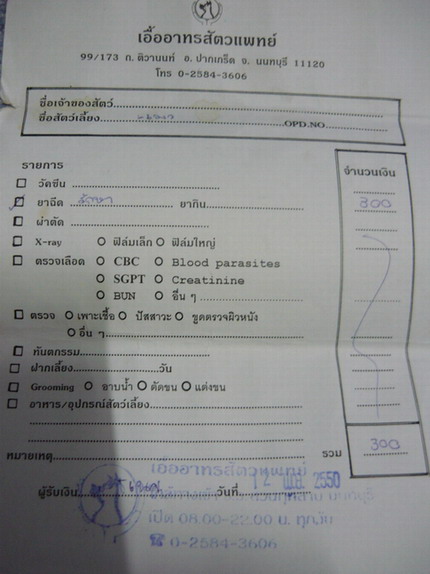 เอื้ออาทรสัตวแพทย์
99/173 ถ. ติวานนท์ อ. ปากเกร็ด จ. นนทบุรี 11120
โทร 0-2584-3606
ชื่อเจ้าของสัตว์
ชื่อสัตว์เลี้ยง OPD.NO
รายการ จำนวนเงิน
วัคซีน
ยาฉีด รักษา ยากิน 300
ผ่าตัด
X-ray ฟิล์มเล็ก ฟิล์มใหญ่
ตรวจเลือด CBC Blood parasites
SGPT Creatinine
BUN อื่น ๆ
ตรวจ เพาะเชื้อ ปัสสาวะ ขูดตรวจผิวหนัง
อื่น ๆ
ทันตกรรม
ฝากเลี้ยง วัน
Grooming อาบน้ำ ตัดขน แต่งขน
อาหาร/อุปกรณ์สัตว์เลี้ยง
หมายเหตุ รวม 300
เอื้ออาทรสัตวแพทย์
ผู้รับเงิน วันที่ 12 2550
เปิด 08.00-22.00 น. ทุกวัน
☎ 0-2584-3606